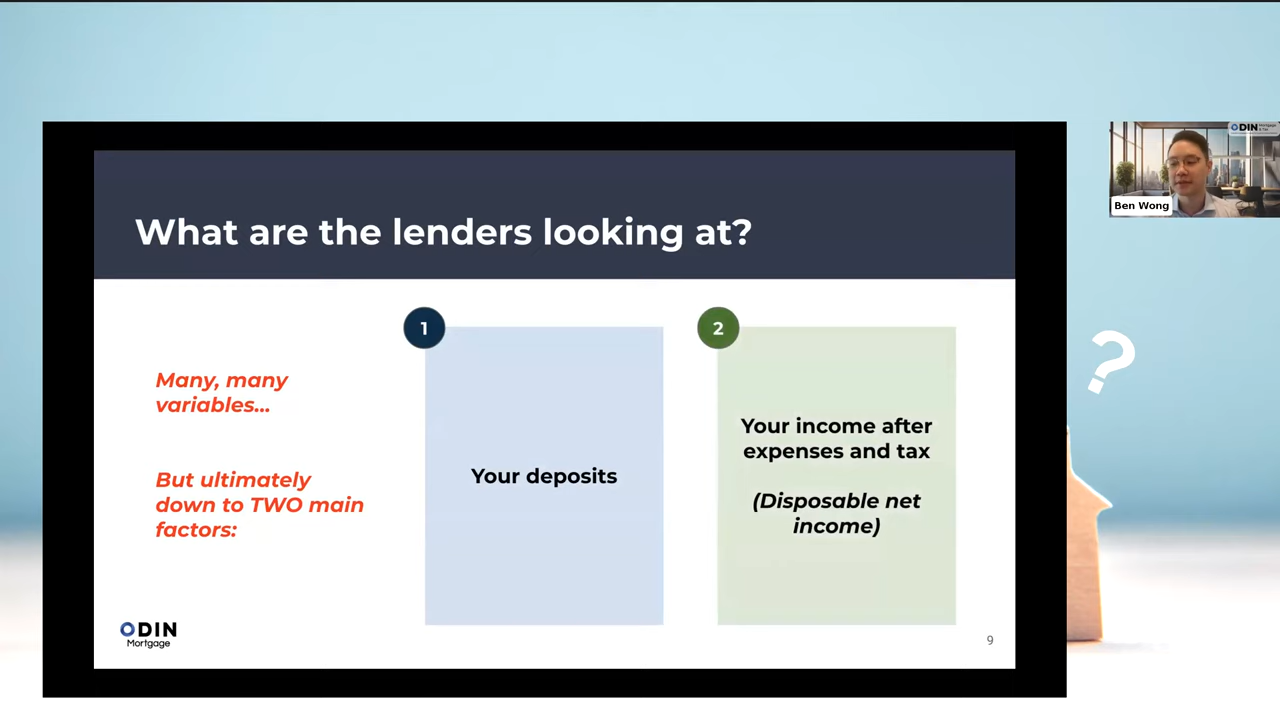 What are the lenders looking at?
1
2
Many, many
variables...
But ultimately
down to TWO main
factors:
Your deposits
Your income after
expenses and tax
(Disposable net
income)
ODIN
Mortgage
9
ODIN
Ben Wong
?